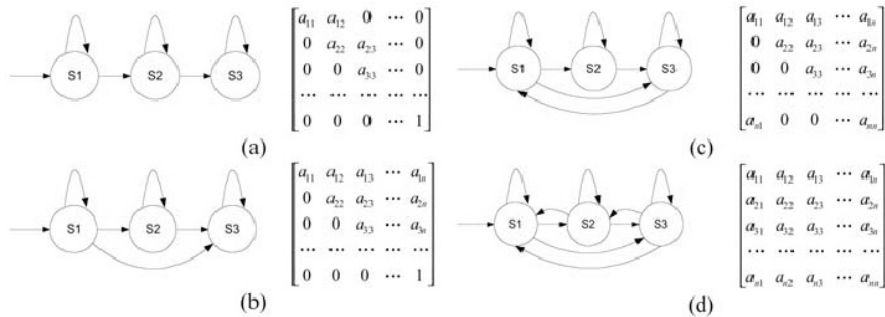 S1 S2 S3
a11 a12 0 ... 0
0 a22 a23 ... 0
0 0 a33 ... 0
... ... ... ... ...
0 0 0 ... 1
(a)
S1 S2 S3
a11 a12 a13 ... a1n
0 a22 a23 ... a2n
0 0 a33 ... a3n
... ... ... ... ...
an1 0 0 ... ann
(c)
S1 S2 S3
a11 a12 a13 ... a1n
0 a22 a23 ... a2n
0 0 a33 ... a3n
... ... ... ... ...
0 0 0 ... 1
(b)
S1 S2 S3
a11 a12 a13 ... a1n
a21 a22 a23 ... a2n
a31 a32 a33 ... a3n
... ... ... ... ...
an1 an2 an3 ... ann
(d)